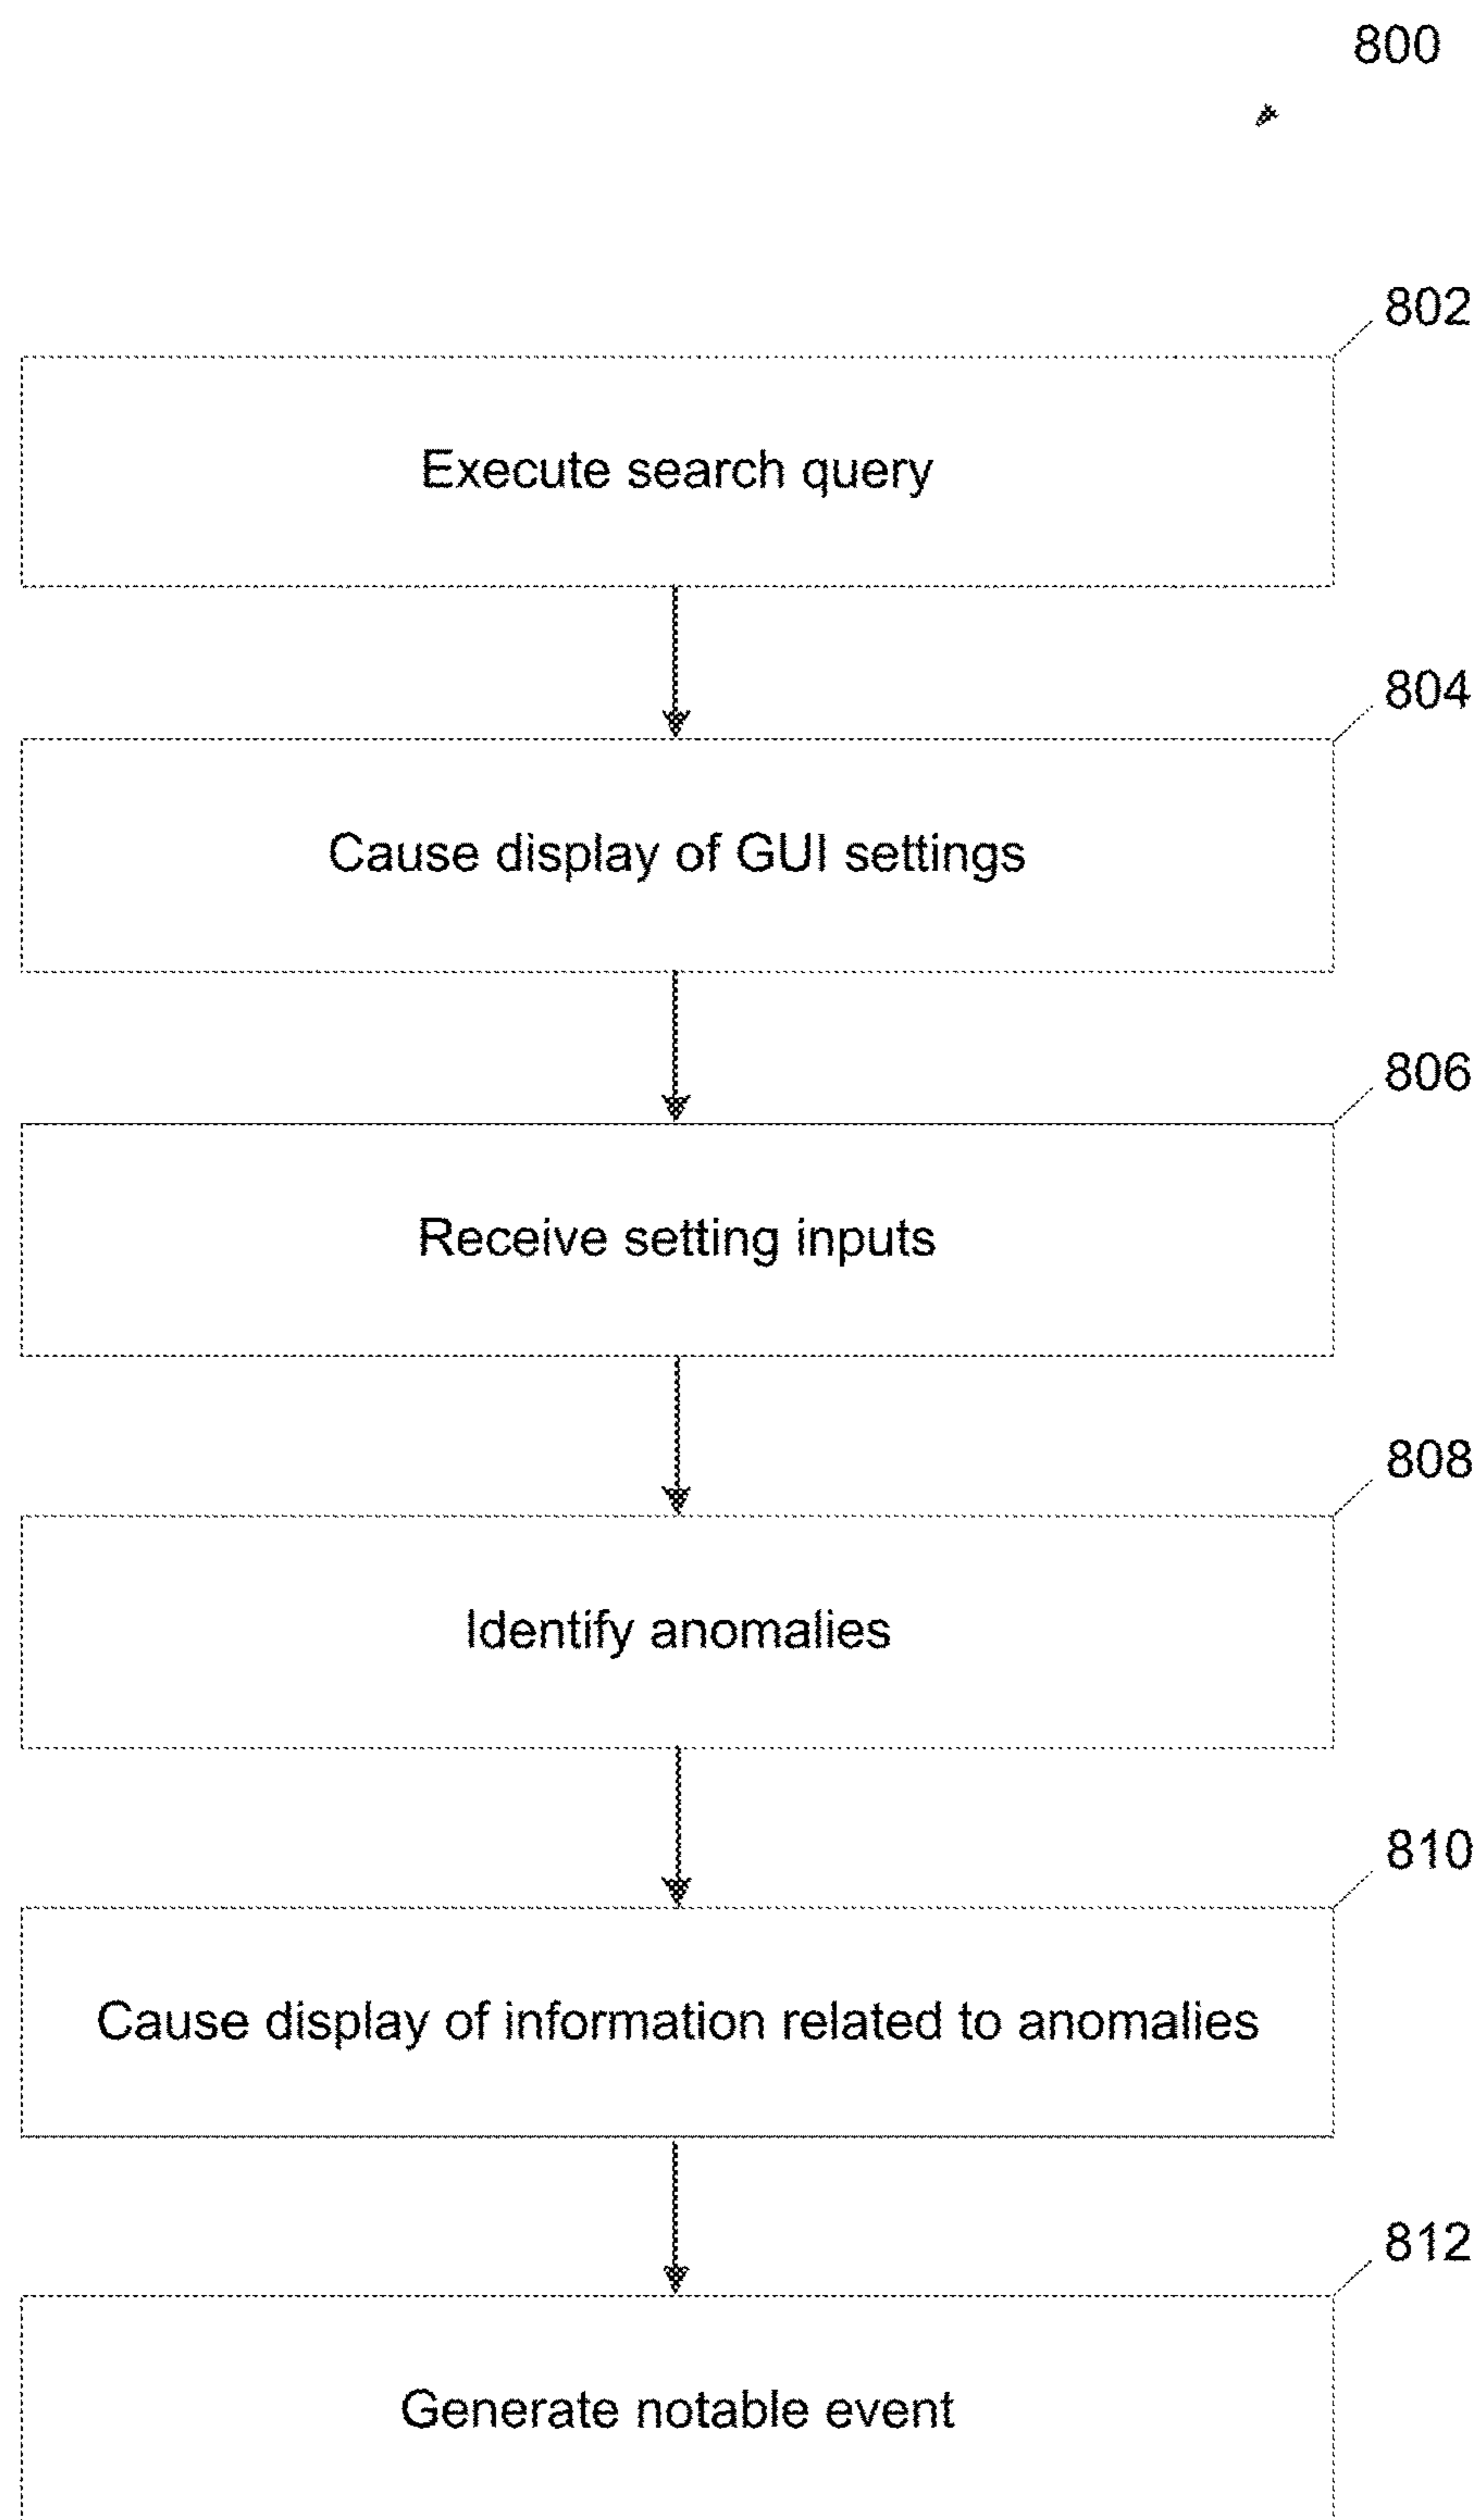 800
802
Execute search query
804
Cause display of GUI settings
806
Receive setting inputs
808
Identify anomalies
810
Cause display of information related to anomalies
812
Generate notable event